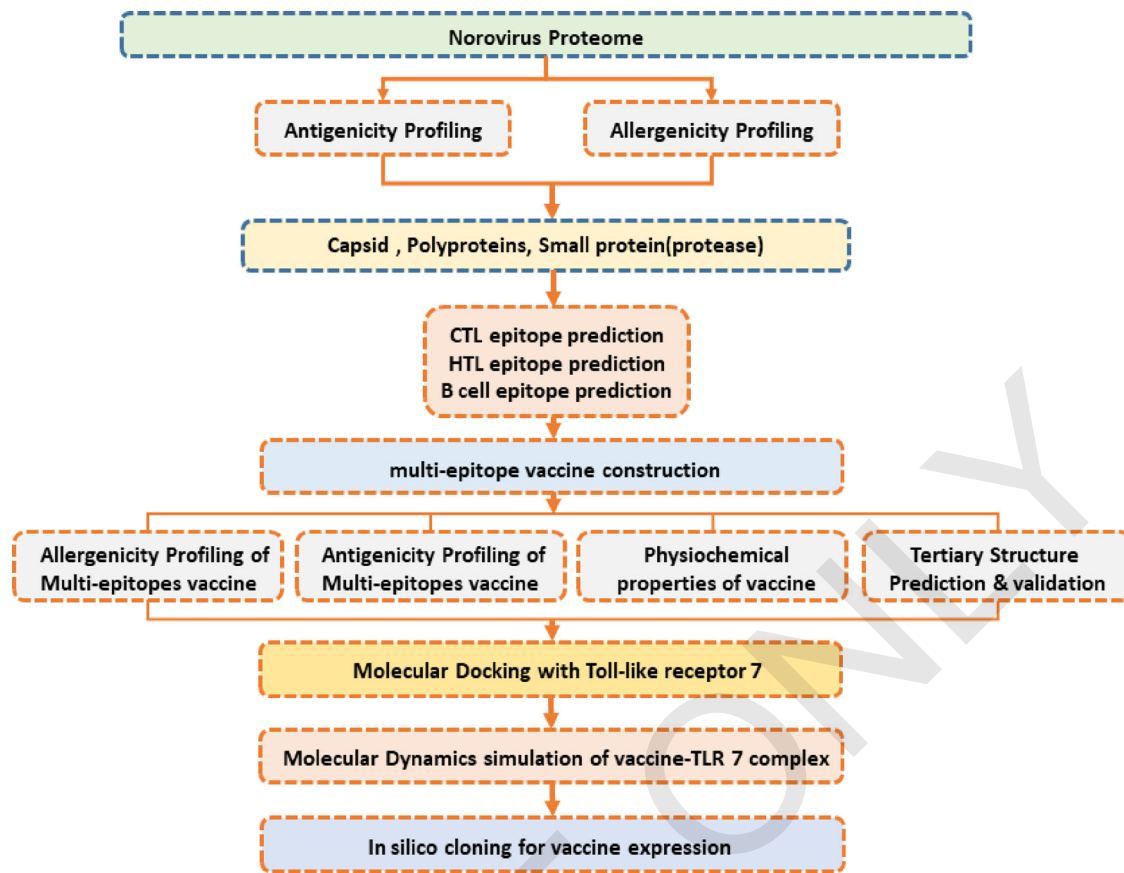 Norovirus Proteome
Antigenicity Profiling
Allergenicity Profiling
Capsid , Polyproteins, Small protein(protease)
CTL epitope prediction
HTL epitope prediction
B cell epitope prediction
multi-epitope vaccine construction
Allergenicity Profiling of
Multi-epitopes vaccine
Antigenicity Profiling of
Multi-epitopes vaccine
Physiochemical
properties of vaccine
Tertiary Structure
Prediction & validation
Molecular Docking with Toll-like receptor 7
Molecular Dynamics simulation of vaccine-TLR 7 complex
In silico cloning for vaccine expression
ONLY